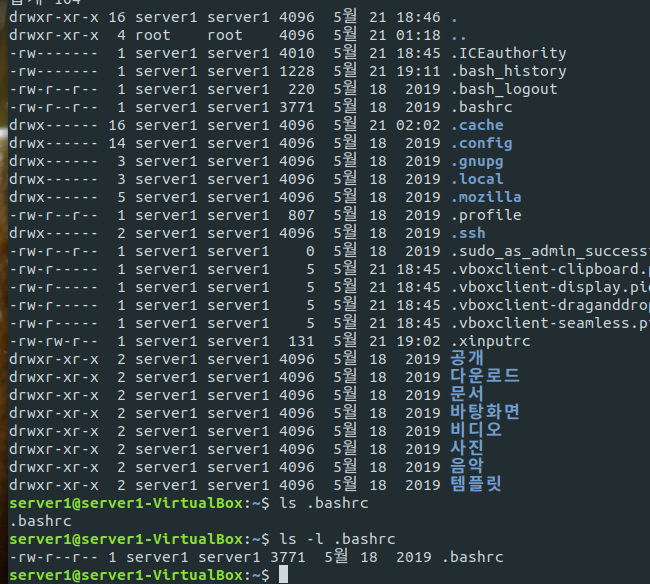 합계 104
drwxr-xr-x 16 server1 server1 4096  5월 21 18:46 .
drwxr-xr-x  4 root    root    4096  5월 21 01:18 ..
-rw-------  1 server1 server1 4010  5월 21 18:45 .ICEauthority
-rw-------  1 server1 server1 1228  5월 21 19:11 .bash_history
-rw-r--r--  1 server1 server1  220  5월 18  2019 .bash_logout
-rw-r--r--  1 server1 server1 3771  5월 18  2019 .bashrc
drwx------ 16 server1 server1 4096  5월 21 02:02 .cache
drwx------ 14 server1 server1 4096  5월 18  2019 .config
drwx------  3 server1 server1 4096  5월 18  2019 .gnupg
drwx------  3 server1 server1 4096  5월 18  2019 .local
drwx------  5 server1 server1 4096  5월 18  2019 .mozilla
-rw-r--r--  1 server1 server1  807  5월 18  2019 .profile
drwx------  2 server1 server1 4096  5월 18  2019 .ssh
-rw-r--r--  1 server1 server1    0  5월 18  2019 .sudo_as_admin_success
-rw-r-----  1 server1 server1    5  5월 21 18:45 .vboxclient-clipboard.p
-rw-r-----  1 server1 server1    5  5월 21 18:45 .vboxclient-display.pid
-rw-r-----  1 server1 server1    5  5월 21 18:45 .vboxclient-draganddrop
-rw-r-----  1 server1 server1    5  5월 21 18:45 .vboxclient-seamless.p
-rw-rw-r--  1 server1 server1  131  5월 21 19:02 .xinputrc
drwxr-xr-x  2 server1 server1 4096  5월 18  2019 공개
drwxr-xr-x  2 server1 server1 4096  5월 18  2019 다운로드
drwxr-xr-x  2 server1 server1 4096  5월 18  2019 문서
drwxr-xr-x  2 server1 server1 4096  5월 18  2019 바탕화면
drwxr-xr-x  2 server1 server1 4096  5월 18  2019 비디오
drwxr-xr-x  2 server1 server1 4096  5월 18  2019 사진
drwxr-xr-x  2 server1 server1 4096  5월 18  2019 음악
drwxr-xr-x  2 server1 server1 4096  5월 18  2019 템플릿
server1@server1-VirtualBox:~$ ls .bashrc
.bashrc
server1@server1-VirtualBox:~$ ls -l .bashrc
-rw-r--r-- 1 server1 server1 3771  5월 18  2019 .bashrc
server1@server1-VirtualBox:~$